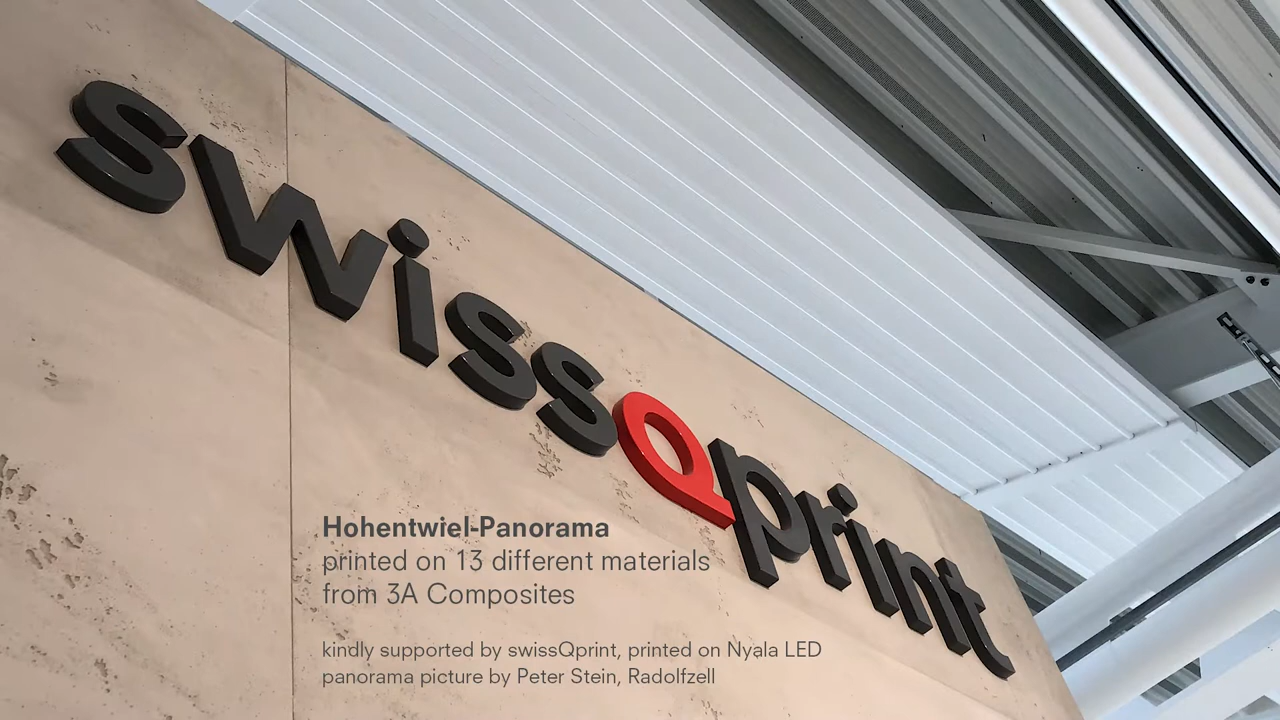 swissQprint
Hohentwiel-Panorama
printed on 13 different materials
from 3A Composites
kindly supported by swissQprint, printed on Nyala LED
panorama picture by Peter Stein, Radolfzell